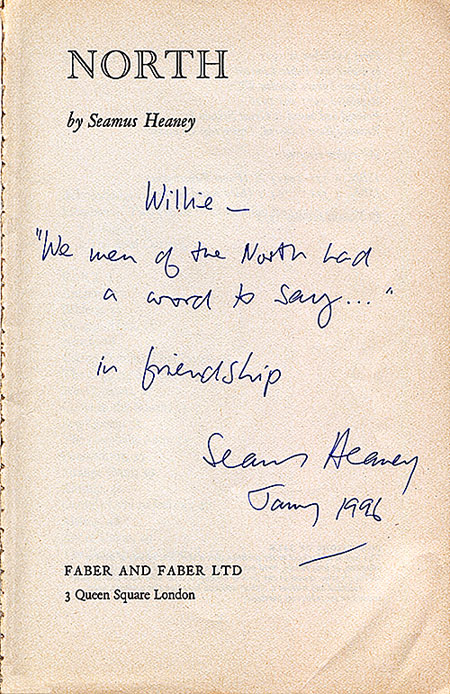 NORTH
by Seamus Heaney
Willie –
"We men of the North had
a word to say..."
in friendship
Seamus Heaney
1996
FABER AND FABER LTD
3 Queen Square London